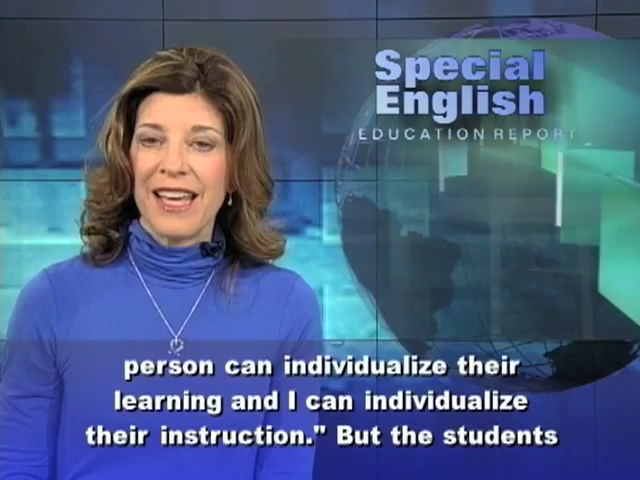 Special
English
EDUCATION REPORT
person can individualize their
learning and I can individualize
their instruction." But the students